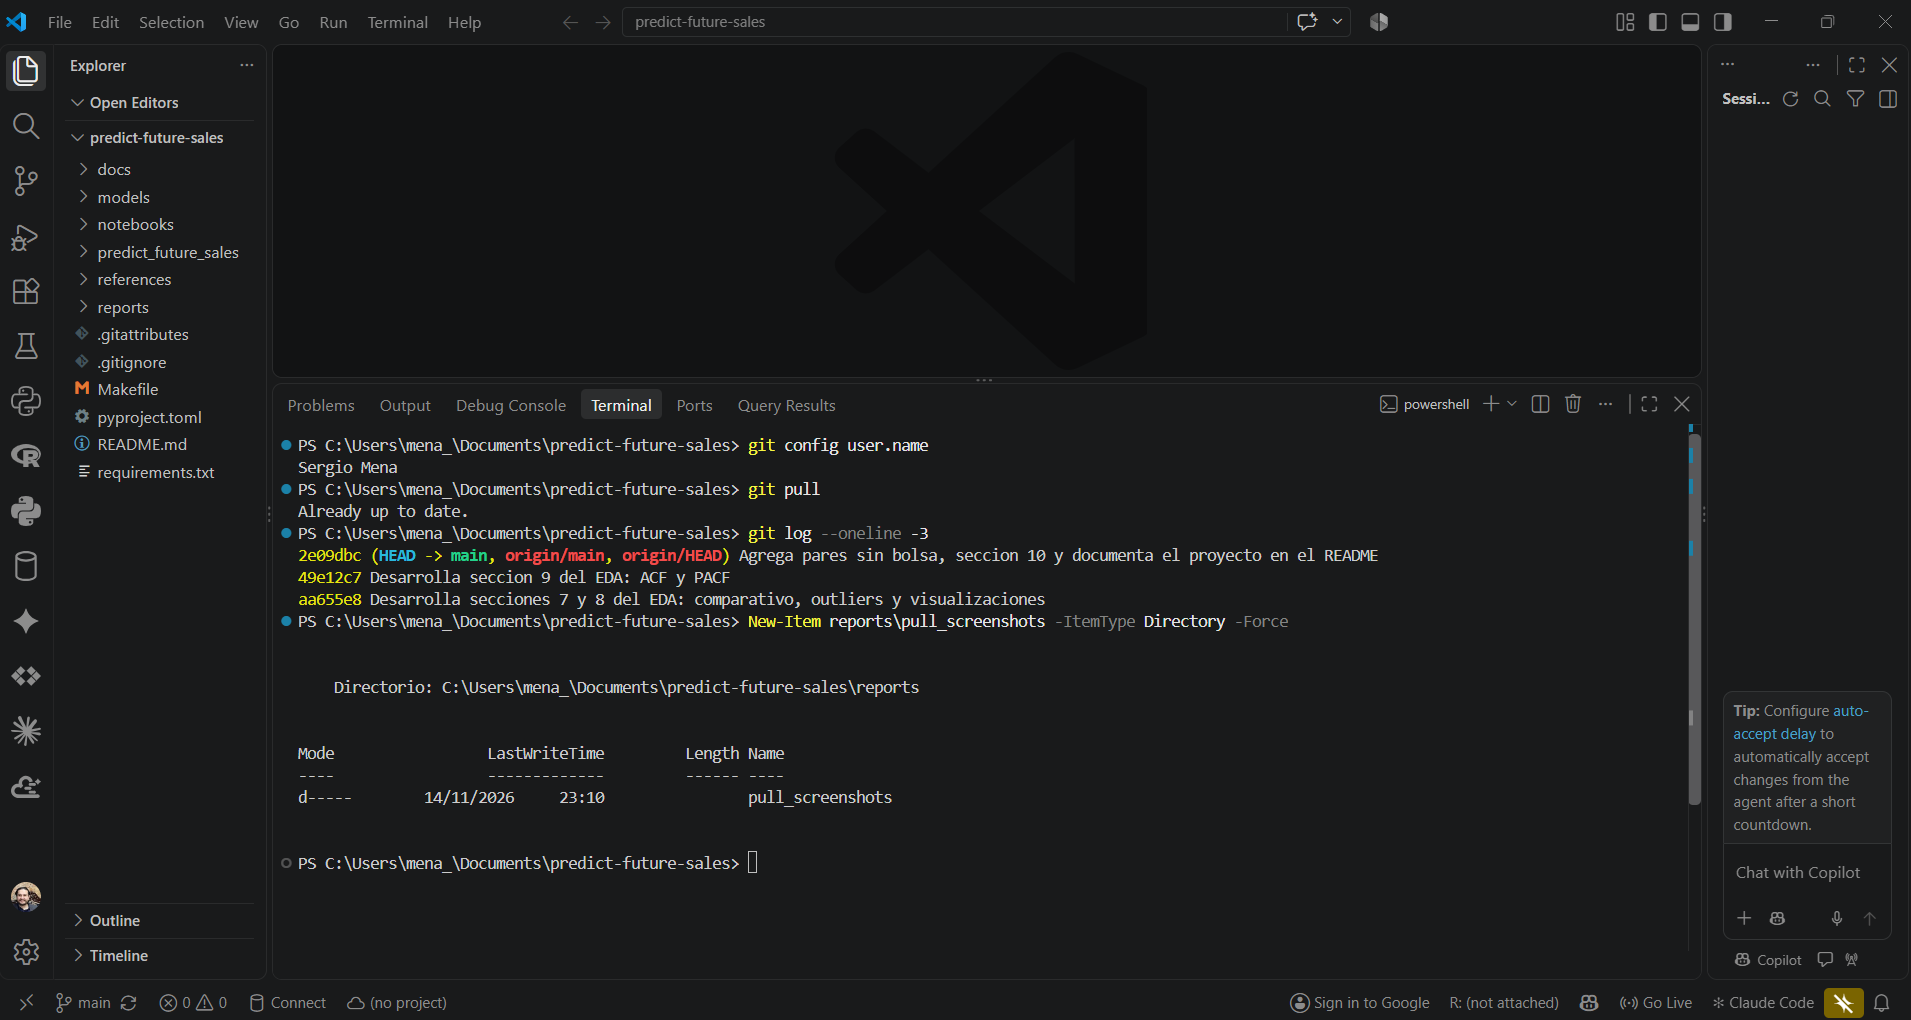 File Edit Selection View Go Run Terminal Help
predict-future-sales
Explorer
Open Editors
predict-future-sales
docs
models
notebooks
predict_future_sales
references
reports
.gitattributes
.gitignore
Makefile
pyproject.toml
README.md
requirements.txt
Outline
Timeline
Problems Output Debug Console Terminal Ports Query Results
powershell
PS C:\Users\mena_\Documents\predict-future-sales> git config user.name
Sergio Mena
PS C:\Users\mena_\Documents\predict-future-sales> git pull
Already up to date.
PS C:\Users\mena_\Documents\predict-future-sales> git log --oneline -3
2e09dbc (HEAD -> main, origin/main, origin/HEAD) Agrega pares sin bolsa, seccion 10 y documenta el proyecto en el README
49e12c7 Desarrolla seccion 9 del EDA: ACF y PACF
aa655e8 Desarrolla secciones 7 y 8 del EDA: comparativo, outliers y visualizaciones
PS C:\Users\mena_\Documents\predict-future-sales> New-Item reports\pull_screenshots -ItemType Directory -Force
Directorio: C:\Users\mena_\Documents\predict-future-sales\reports
Mode LastWriteTime Length Name
---- ------------- ------ ----
d----- 14/11/2026 23:10 pull_screenshots
PS C:\Users\mena_\Documents\predict-future-sales>
Sessi...
Tip: Configure auto-
accept delay to
automatically accept
changes from the
agent after a short
countdown.
Chat with Copilot
Copilot
main 0 0 Connect (no project)
Sign in to Google R: (not attached) Go Live Claude Code